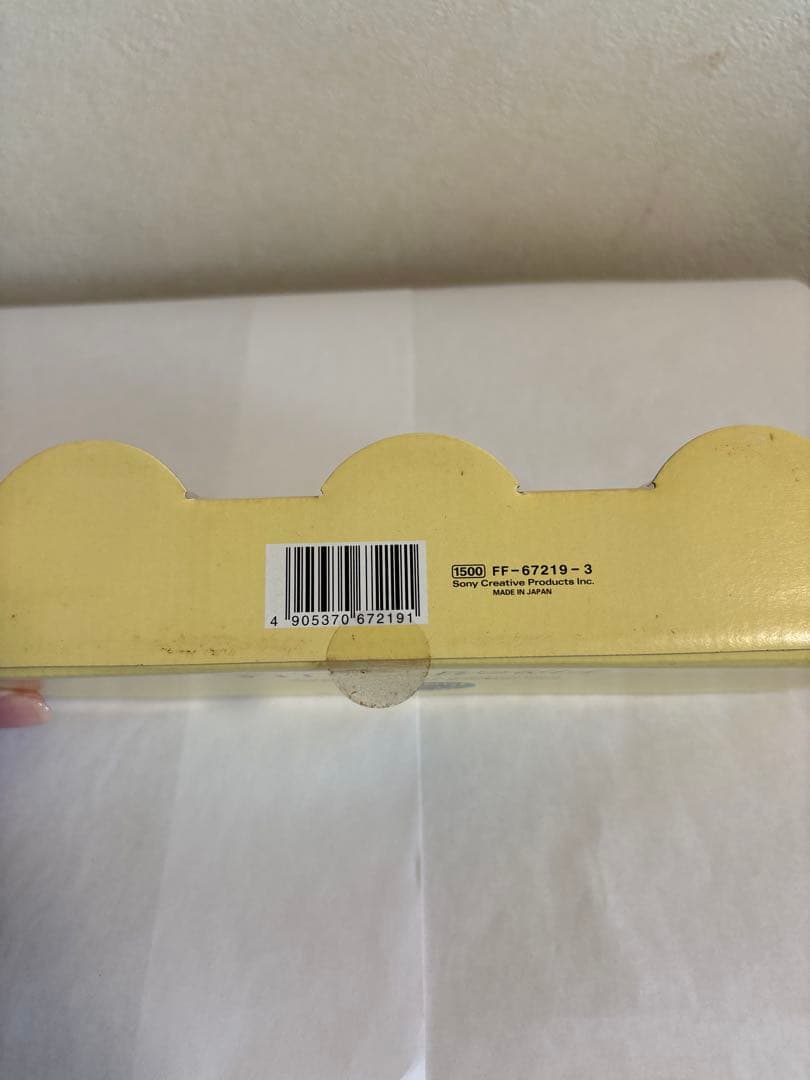 4 905370 672191
1500 FF-67219-3
Sony Creative Products Inc.
MADE IN JAPAN